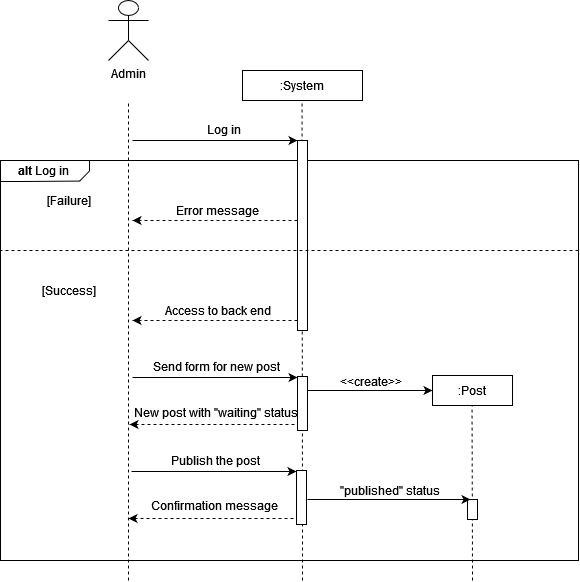 Admin
:System
Log in
alt Log in
[Failure]
Error message
[Success]
Access to back end
Send form for new post
<<create>>
:Post
New post with "waiting" status
Publish the post
"published" status
Confirmation message